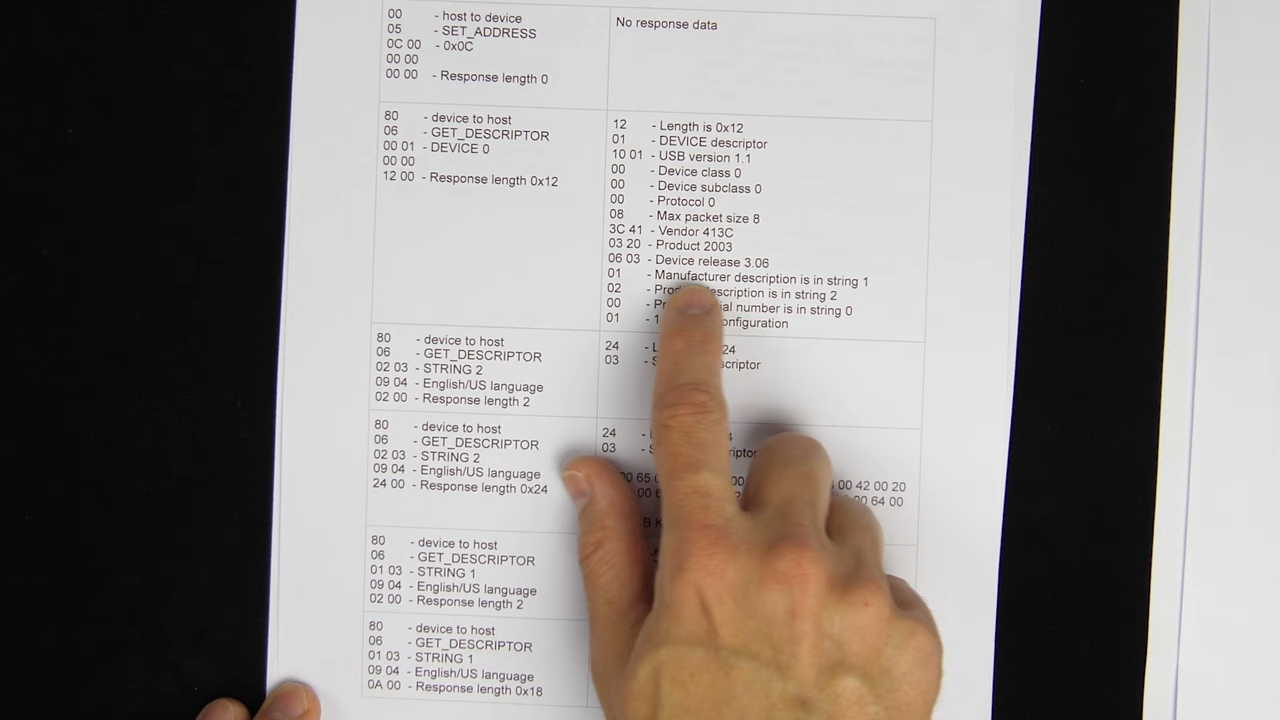 00 - host to device
05 - SET_ADDRESS
0C 00 - 0x0C
00 00
00 00 - Response length 0
No response data
80 - device to host
06 - GET_DESCRIPTOR
00 01 - DEVICE 0
00 00
12 00 - Response length 0x12
12 - Length is 0x12
01 - DEVICE descriptor
10 01 - USB version 1.1
00 - Device class 0
00 - Device subclass 0
00 - Protocol 0
08 - Max packet size 8
3C 41 - Vendor 413C
03 20 - Product 2003
06 03 - Device release 3.06
01 - Manufacturer description is in string 1
02 - description is in string 2
00 - number is in string 0
01 - 1
80 - device to host
06 - GET_DESCRIPTOR
02 03 - STRING 2
09 04 - English/US language
02 00 - Response length 2
24 - 24
03 -
80 - device to host
06 - GET_DESCRIPTOR
02 03 - STRING 2
09 04 - English/US language
24 00 - Response length 0x24
24 -
03 -
00 65 00 42 00 20
00 64 00
B
80 - device to host
06 - GET_DESCRIPTOR
01 03 - STRING 1
09 04 - English/US language
02 00 - Response length 2
80 - device to host
06 - GET_DESCRIPTOR
01 03 - STRING 1
09 04 - English/US language
0A 00 - Response length 0x18